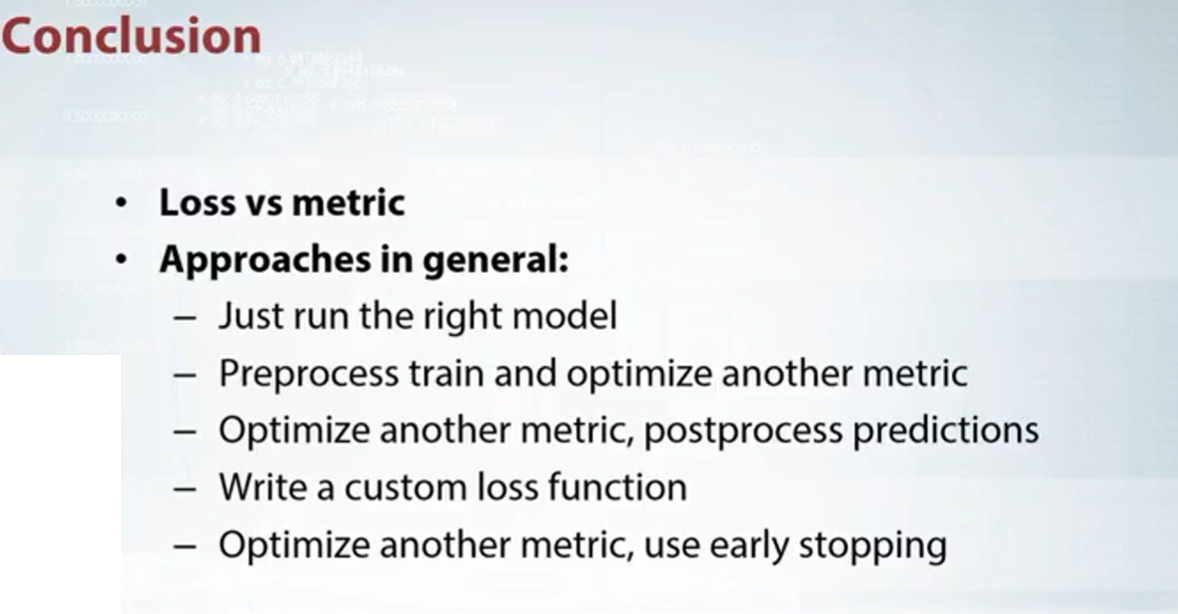 Conclusion
• Loss vs metric
• Approaches in general:
– Just run the right model
– Preprocess train and optimize another metric
– Optimize another metric, postprocess predictions
– Write a custom loss function
– Optimize another metric, use early stopping